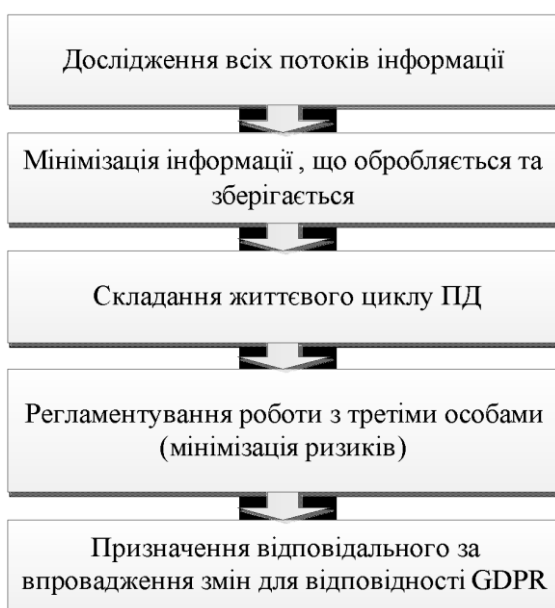 Дослідження всіх потоків інформації
Мінімізація інформації , що обробляється та
зберігається
Складання життєвого циклу ПД
Регламентування роботи з третіми особами
(мінімізація ризиків)
Призначення відповідального за
впровадження змін для відповідності GDPR